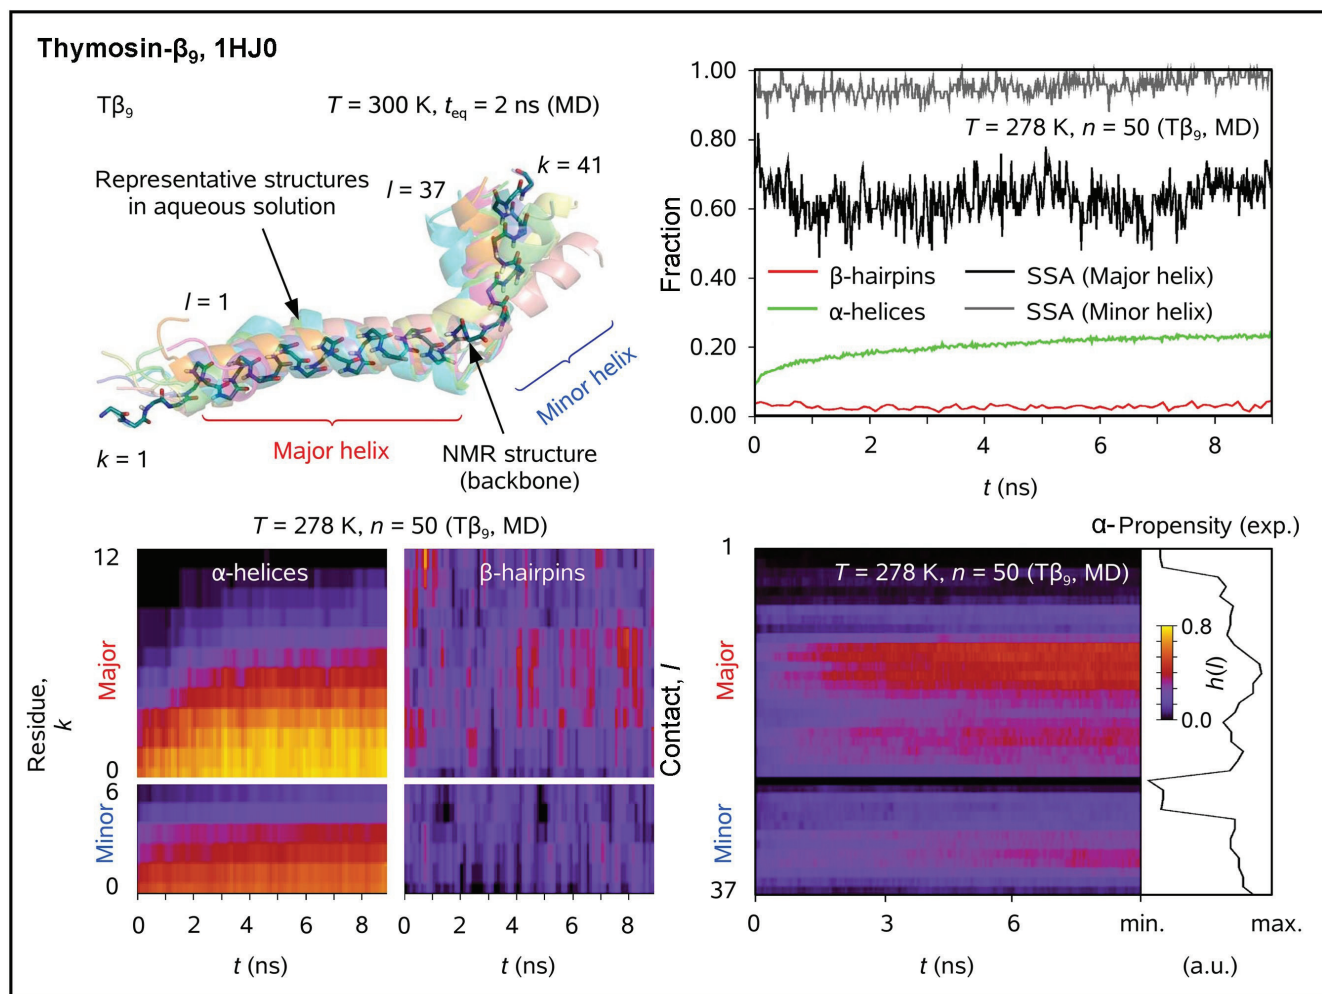 Thymosin-β₉, 1HJ0
Tβ₉
T = 300 K, tₑq = 2 ns (MD)
k = 41
l = 37
Representative structures
in aqueous solution
l = 1
k = 1
Major helix
Minor helix
NMR structure
(backbone)
1.00
0.80
0.60
0.40
0.20
0.00
Fraction
T = 278 K, n = 50 (Tβ₉, MD)
β-hairpins
SSA (Major helix)
α-helices
SSA (Minor helix)
0 2 4 6 8
t (ns)
T = 278 K, n = 50 (Tβ₉, MD)
α-helices
β-hairpins
12
0
6
0
Residue,
k
Major
Minor
0 2 4 6 8
0 2 4 6 8
t (ns)
t (ns)
α-Propensity (exp.)
1
37
Contact, l
Major
Minor
T = 278 K, n = 50 (Tβ₉, MD)
0.8
0.0
h(l)
0 3 6 min. max.
t (ns)
(a.u.)